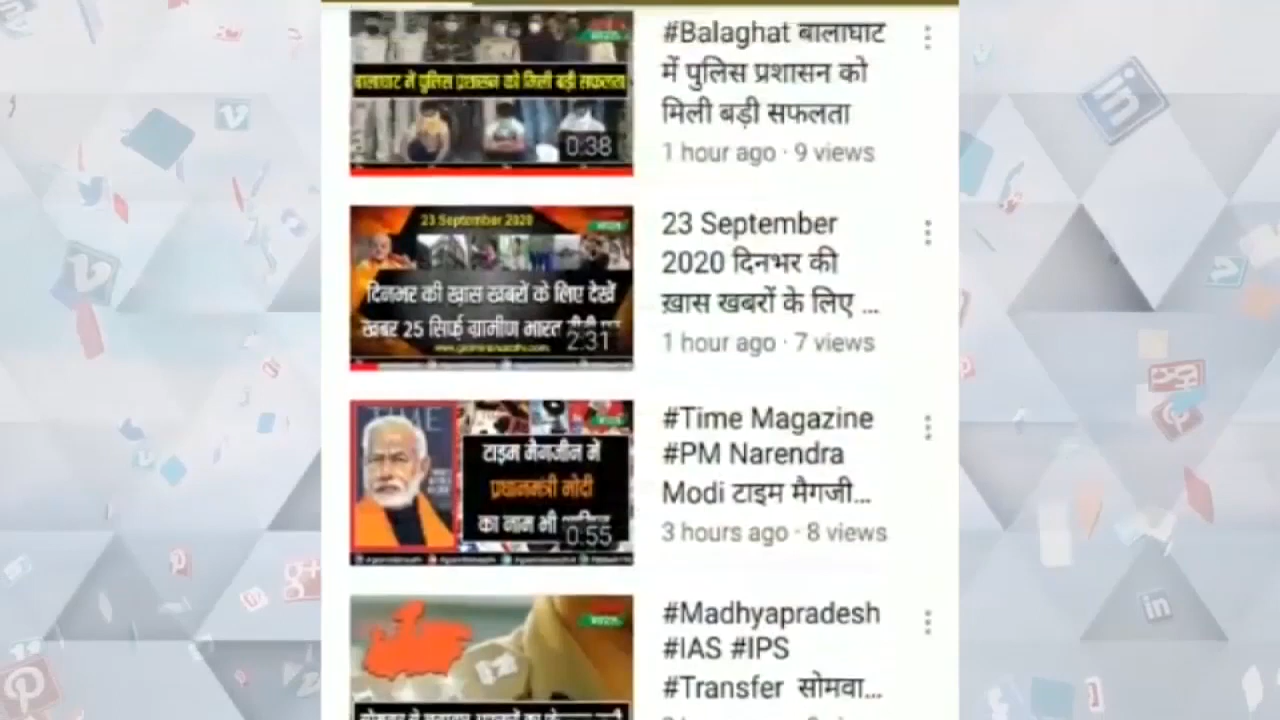 बालाघाट में पुलिस प्रशासन को मिली बड़ी सफलता
0:38
#Balaghat बालाघाट
में पुलिस प्रशासन को
मिली बड़ी सफलता
1 hour ago · 9 views
23 September 2020
दिनभर की ख़ास खबरों के लिए देखें
खबर 25 सिर्फ़ ग्रामीण भारत
2:31
23 September
2020 दिनभर की
ख़ास खबरों के लिए ...
1 hour ago · 7 views
TIME
टाइम मैगजीन में
प्रधानमंत्री मोदी
का नाम भी
0:55
#Time Magazine
#PM Narendra
Modi टाइम मैगजी...
3 hours ago · 8 views
#Madhyapradesh
#IAS #IPS
#Transfer सोमवा...